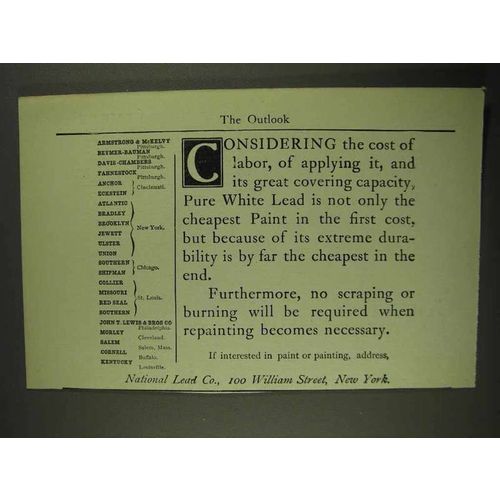 The Outlook
ARMSTRONG & McKELVY
Pittsburgh.
BEYMER-BAUMAN
Pittsburgh.
DAVIS-CHAMBERS
Pittsburgh.
FAHNESTOCK
Pittsburgh.
ANCHOR
Cincinnati.
ECKSTEIN
ATLANTIC
BRADLEY
BROOKLYN
New York.
JEWETT
ULSTER
UNION
SOUTHERN
Chicago.
SHIPMAN
COLLIER
MISSOURI
St. Louis.
RED SEAL
SOUTHERN
JOHN T. LEWIS & BROS CO
Philadelphia.
MORLEY
Cleveland.
SALEM
Salem, Mass.
CORNELL
Buffalo.
KENTUCKY
Louisville.
CONSIDERING the cost of
labor, of applying it, and
its great covering capacity,
Pure White Lead is not only the
cheapest Paint in the first cost,
but because of its extreme dura-
bility is by far the cheapest in the
end.
Furthermore, no scraping or
burning will be required when
repainting becomes necessary.
If interested in paint or painting, address,
National Lead Co., 100 William Street, New York.